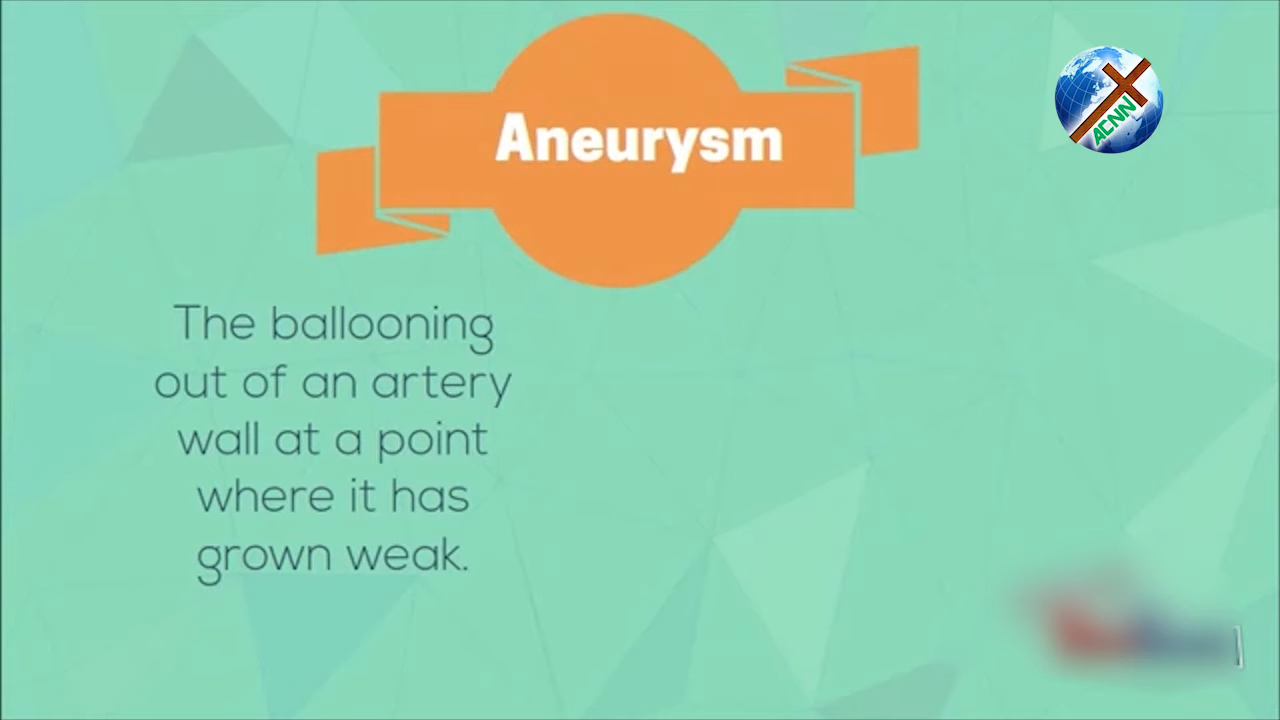 Aneurysm
ACNN
The ballooning
out of an artery
wall at a point
where it has
grown weak.